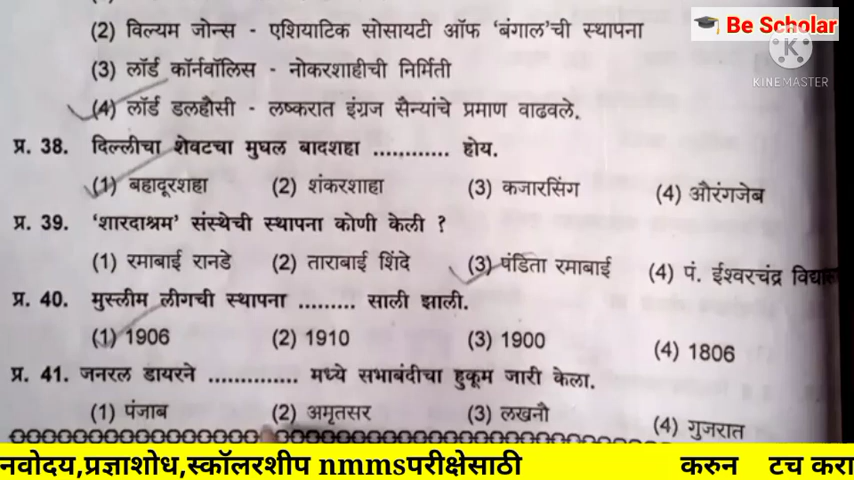 Be Scholar
KINEMASTER
(2) विल्यम जोन्स - एशियाटिक सोसायटी ऑफ 'बंगाल'ची स्थापना
(3) लॉर्ड कॉर्नवॉलिस - नोकरशाहीची निर्मिती
(4) लॉर्ड डलहौसी - लष्करात इंग्रज सैन्यांचे प्रमाण वाढवले.
प्र. 38. दिल्लीचा शेवटचा मुघल बादशहा ............ होय.
(1) बहादूरशहा (2) शंकरशाहा (3) कजारसिंग (4) औरंगजेब
प्र. 39. 'शारदाश्रम' संस्थेची स्थापना कोणी केली ?
(1) रमाबाई रानडे (2) ताराबाई शिंदे (3) पंडिता रमाबाई (4) पं. ईश्वरचंद्र
प्र. 40. मुस्लीम लीगची स्थापना ......... साली झाली.
(1) 1906 (2) 1910 (3) 1900 (4) 1806
प्र. 41. जनरल डायरने .............. मध्ये सभाबंदीचा हुकूम जारी केला.
(1) पंजाब (2) अमृतसर (3) लखनौ (4) गुजरात
नवोदय,प्रज्ञाशोध,स्कॉलरशीप nmmsपरीक्षेसाठी करुन टच करा